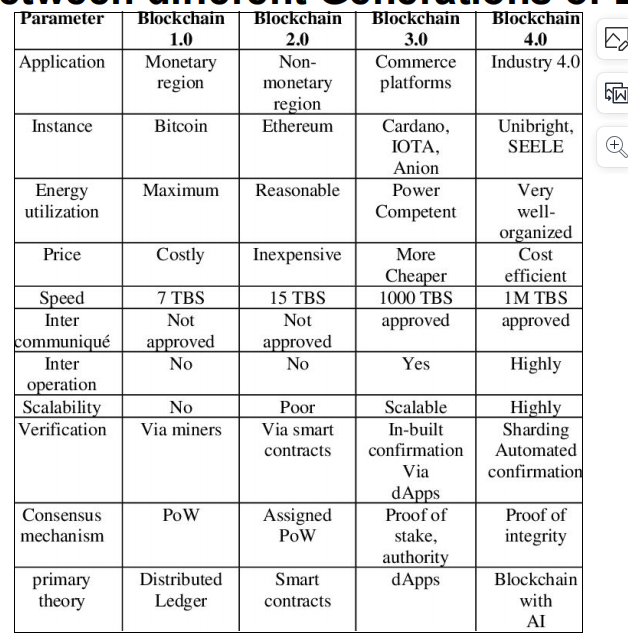 between different Generations of
Parameter Blockchain 1.0 Blockchain 2.0 Blockchain 3.0 Blockchain 4.0
Application Monetary region Non-monetary region Commerce platforms Industry 4.0
Instance Bitcoin Ethereum Cardano, IOTA, Anion Unibright, SEELE
Energy utilization Maximum Reasonable Power Competent Very well-organized
Price Costly Inexpensive More Cheaper Cost efficient
Speed 7 TBS 15 TBS 1000 TBS 1M TBS
Inter communiqué Not approved Not approved approved approved
Inter operation No No Yes Highly
Scalability No Poor Scalable Highly
Verification Via miners Via smart contracts In-built confirmation Via dApps Sharding Automated confirmation
Consensus mechanism PoW Assigned PoW Proof of stake, authority Proof of integrity
primary theory Distributed Ledger Smart contracts dApps Blockchain with AI